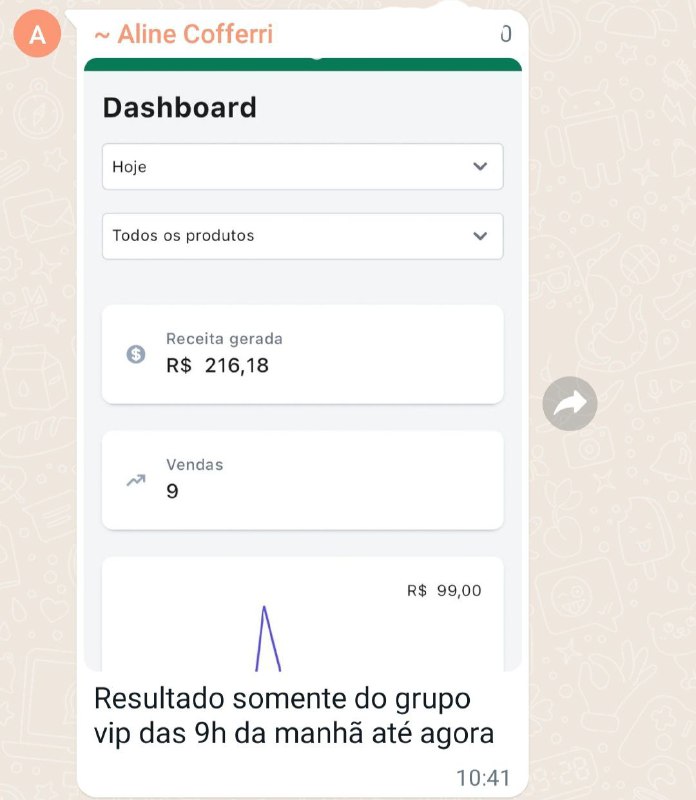 A
~ Aline Cofferri
Dashboard
Hoje
Todos os produtos
Receita gerada
R$ 216,18
Vendas
9
R$ 99,00
Resultado somente do grupo
vip das 9h da manhã até agora
10:41